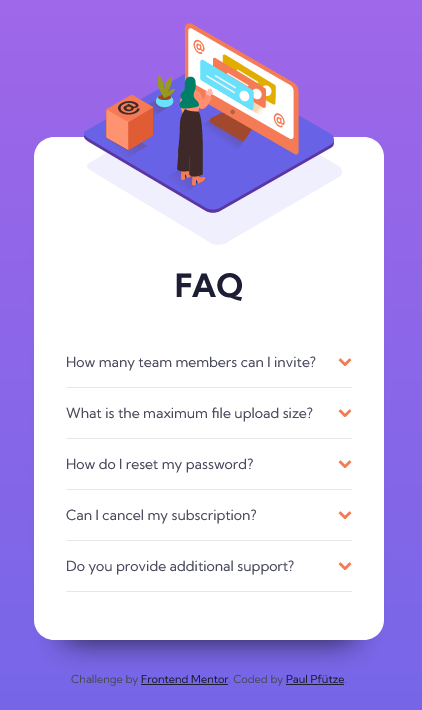 FAQ
How many team members can I invite?
What is the maximum file upload size?
How do I reset my password?
Can I cancel my subscription?
Do you provide additional support?
Challenge by Frontend Mentor. Coded by Paul Pfütze.